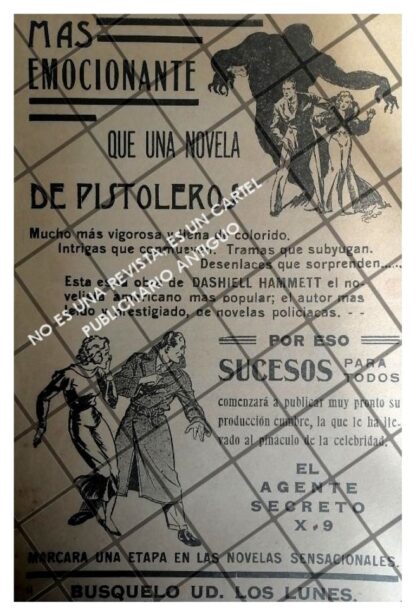 MAS
EMOCIONANTE
QUE UNA NOVELA
DE PISTOLEROS
Mucho más vigorosa y llena de colorido.
Intrigas que conmueven. Tramas que subyugan.
Desenlaces que sorprenden.....
Esta es la obra de DASHIELL HAMMETT el no-
velista americano mas popular; el autor mas
leido y prestigiado, de novelas policiacas. - -
NO ES UNA REVISTA, ES UN CARTEL
PUBLICITARIO ANTIGUO
POR ESO
SUCESOS PARA
TODOS
comenzará a publicar muy pronto su
producción cumbre, la que le ha lle-
vado al pináculo de la celebridad.
EL
AGENTE
SECRETO
X.9
MARCARA UNA ETAPA EN LAS NOVELAS SENSACIONALES.
BUSQUELO UD. LOS LUNES.